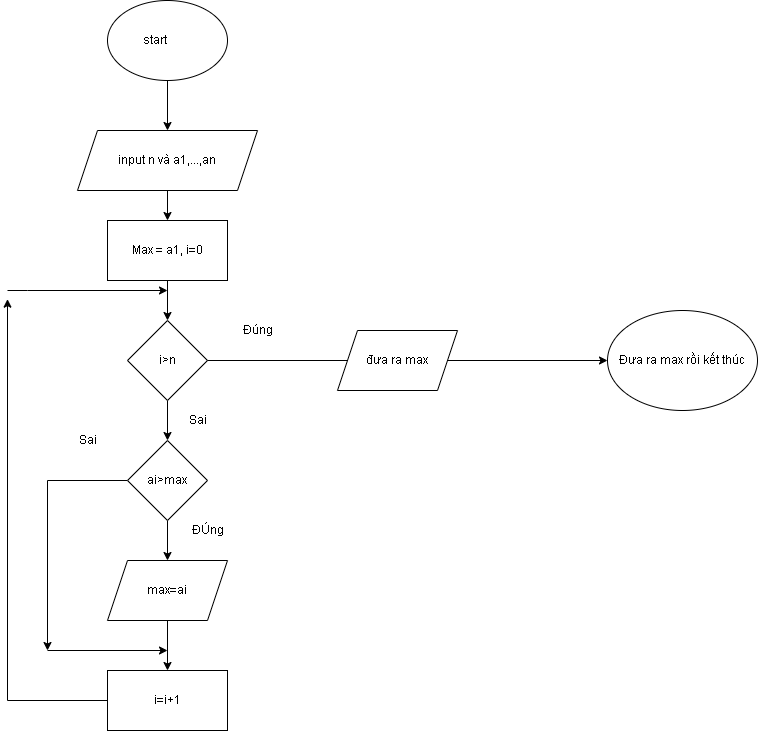 start
input n và a1,...,an
Max = a1, i=0
i>n
Đúng
đưa ra max
Đưa ra max rồi kết thúc
Sai
Sai
ai>max
ĐÚng
max=ai
i=i+1